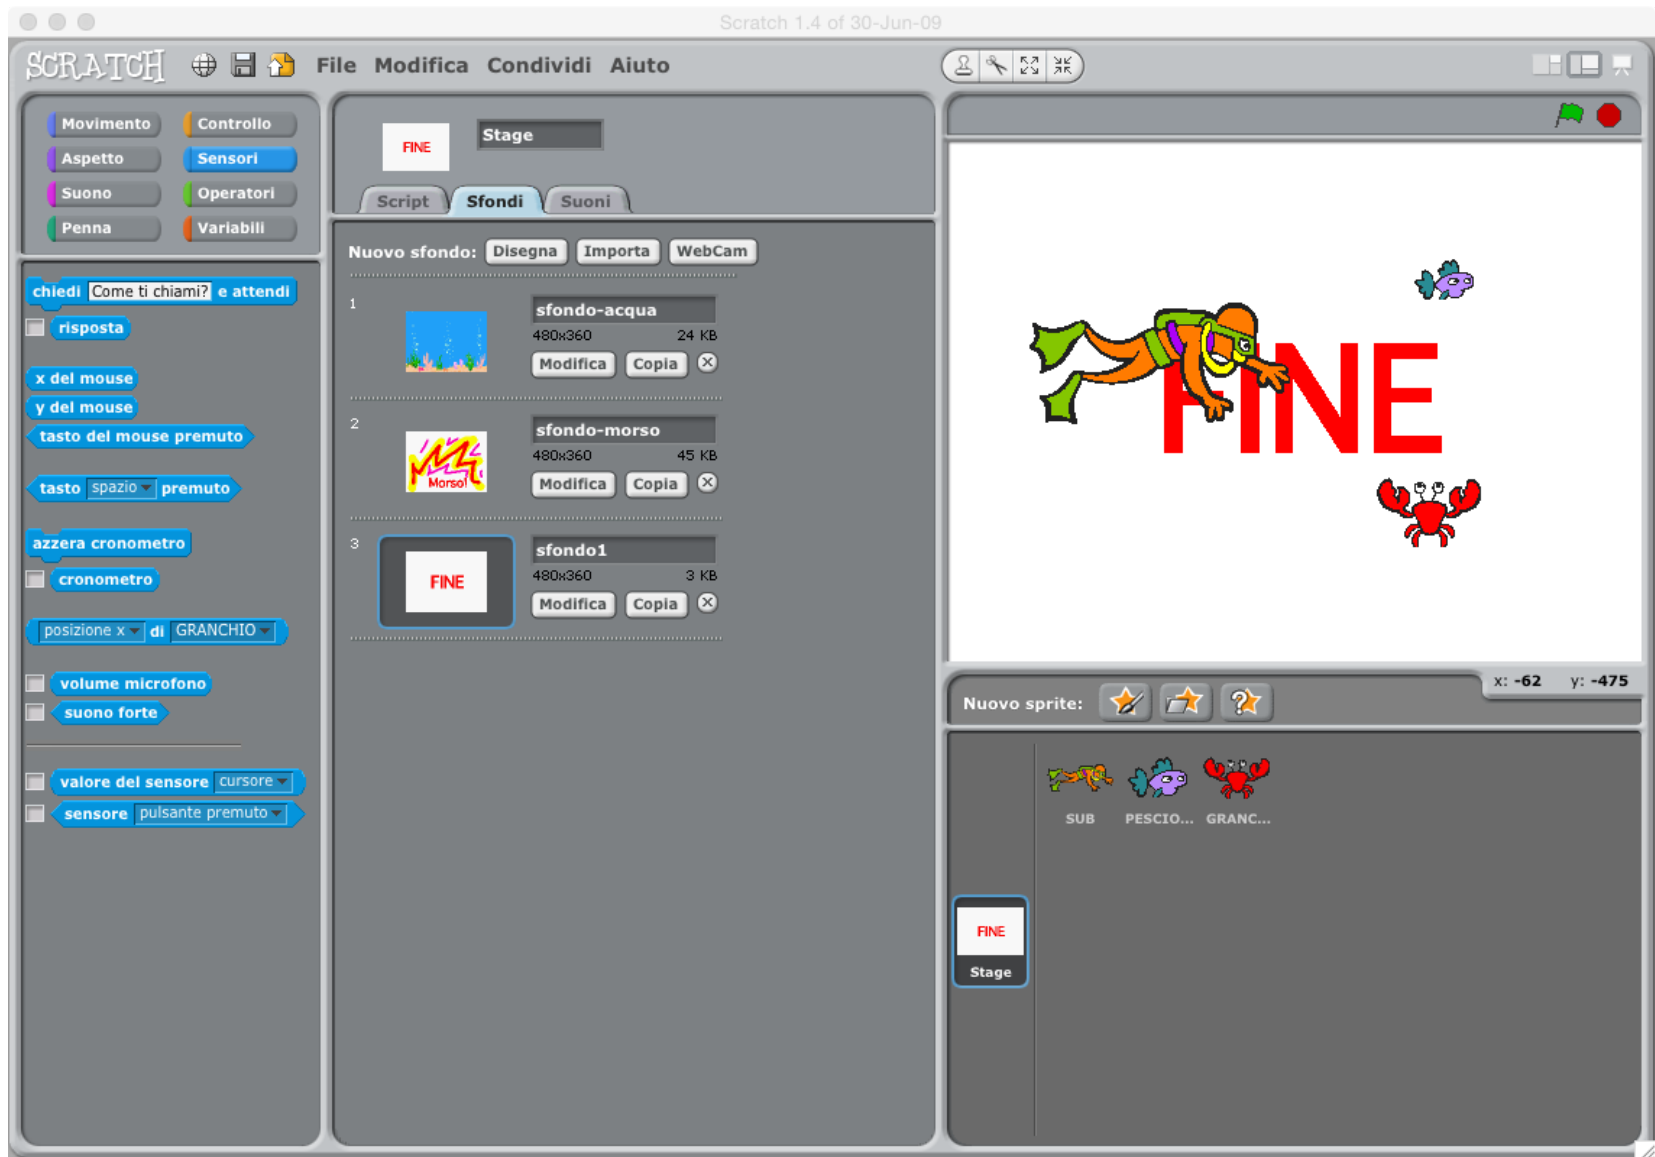 Scratch 1.4 of 30-Jun-09
SCRATCH File Modifica Condividi Aiuto
Movimento Controllo
Aspetto Sensori
Suono Operatori
Penna Variabili
chiedi Come ti chiami? e attendi
risposta
x del mouse
y del mouse
tasto del mouse premuto
tasto spazio premuto
azzera cronometro
cronometro
posizione x di GRANCHIO
volume microfono
suono forte
valore del sensore cursore
sensore pulsante premuto
FINE
Stage
Script Sfondi Suoni
Nuovo sfondo: Disegna Importa WebCam
1
sfondo-acqua
480x360 24 KB
Modifica Copia
2
Morso!
sfondo-morso
480x360 45 KB
Modifica Copia
3
FINE
sfondo1
480x360 3 KB
Modifica Copia
FINE
x: -62 y: -475
Nuovo sprite:
SUB PESCIO... GRANC...
FINE
Stage